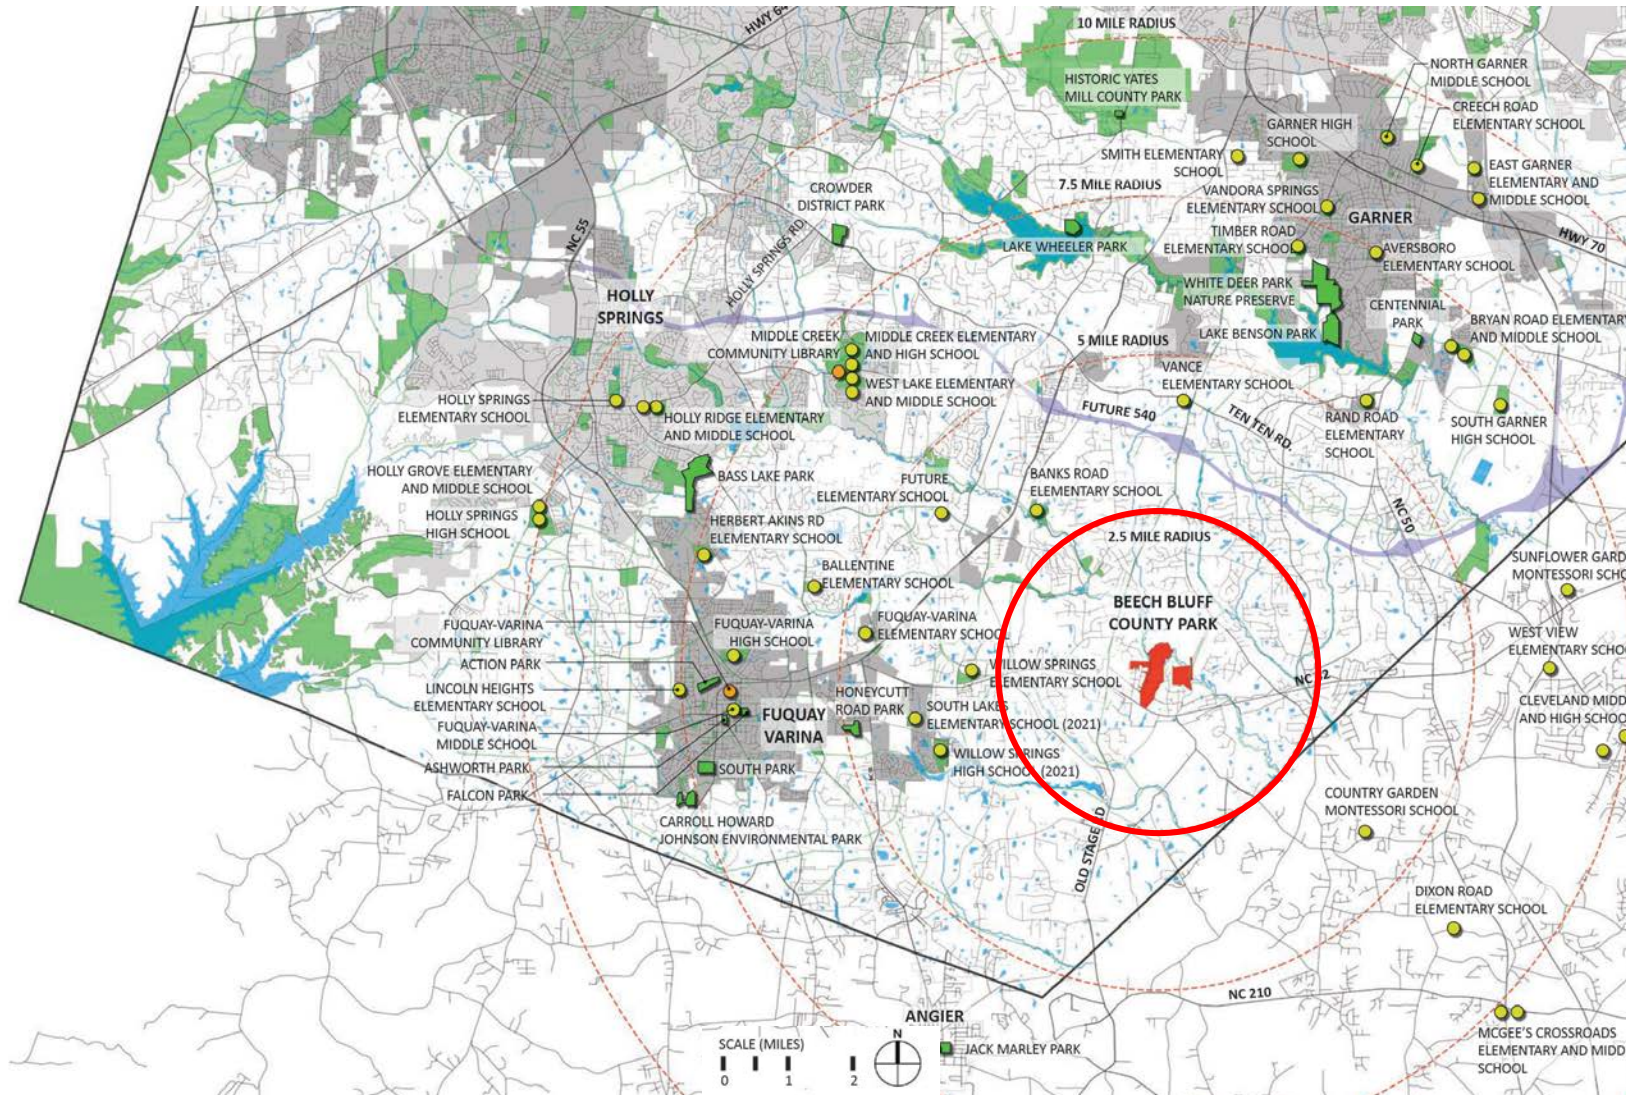 HWY 64
10 MILE RADIUS
HISTORIC YATES
MILL COUNTY PARK
NORTH GARNER
MIDDLE SCHOOL
CREECH ROAD
ELEMENTARY SCHOOL
GARNER HIGH
SCHOOL
SMITH ELEMENTARY
SCHOOL
EAST GARNER
ELEMENTARY AND
MIDDLE SCHOOL
7.5 MILE RADIUS
CROWDER
DISTRICT PARK
VANDORA SPRINGS
ELEMENTARY SCHOOL
GARNER
HWY 70
NC 55
HOLLY SPRINGS RD.
LAKE WHEELER PARK
TIMBER ROAD
ELEMENTARY SCHOOL
AVERSBORO
ELEMENTARY SCHOOL
WHITE DEER PARK
NATURE PRESERVE
HOLLY
SPRINGS
CENTENNIAL
PARK
BRYAN ROAD ELEMENTARY
AND MIDDLE SCHOOL
LAKE BENSON PARK
MIDDLE CREEK
COMMUNITY LIBRARY
MIDDLE CREEK ELEMENTARY
AND HIGH SCHOOL
5 MILE RADIUS
VANCE
ELEMENTARY SCHOOL
WEST LAKE ELEMENTARY
AND MIDDLE SCHOOL
HOLLY SPRINGS
ELEMENTARY SCHOOL
HOLLY RIDGE ELEMENTARY
AND MIDDLE SCHOOL
FUTURE 540
TEN TEN RD.
RAND ROAD
ELEMENTARY
SCHOOL
SOUTH GARNER
HIGH SCHOOL
HOLLY GROVE ELEMENTARY
AND MIDDLE SCHOOL
BASS LAKE PARK
FUTURE
ELEMENTARY SCHOOL
BANKS ROAD
ELEMENTARY SCHOOL
NC 50
HOLLY SPRINGS
HIGH SCHOOL
HERBERT AKINS RD
ELEMENTARY SCHOOL
2.5 MILE RADIUS
SUNFLOWER GARD
MONTESSORI SCHO
BALLENTINE
ELEMENTARY SCHOOL
BEECH BLUFF
COUNTY PARK
FUQUAY-VARINA
COMMUNITY LIBRARY
FUQUAY-VARINA
HIGH SCHOOL
FUQUAY-VARINA
ELEMENTARY SCHOOL
WEST VIEW
ELEMENTARY SCHOO
ACTION PARK
WILLOW SPRINGS
ELEMENTARY SCHOOL
LINCOLN HEIGHTS
ELEMENTARY SCHOOL
HONEYCUTT
ROAD PARK
SOUTH LAKES
ELEMENTARY SCHOOL (2021)
CLEVELAND MIDD
AND HIGH SCHOO
FUQUAY-VARINA
MIDDLE SCHOOL
FUQUAY
VARINA
WILLOW SPRINGS
HIGH SCHOOL (2021)
ASHWORTH PARK
SOUTH PARK
FALCON PARK
COUNTRY GARDEN
MONTESSORI SCHOOL
CARROLL HOWARD
JOHNSON ENVIRONMENTAL PARK
DIXON ROAD
ELEMENTARY SCHOOL
NC 210
ANGIER
SCALE (MILES)
0 1 2
N
JACK MARLEY PARK
MCGEE'S CROSSROADS
ELEMENTARY AND MIDD
SCHOOL